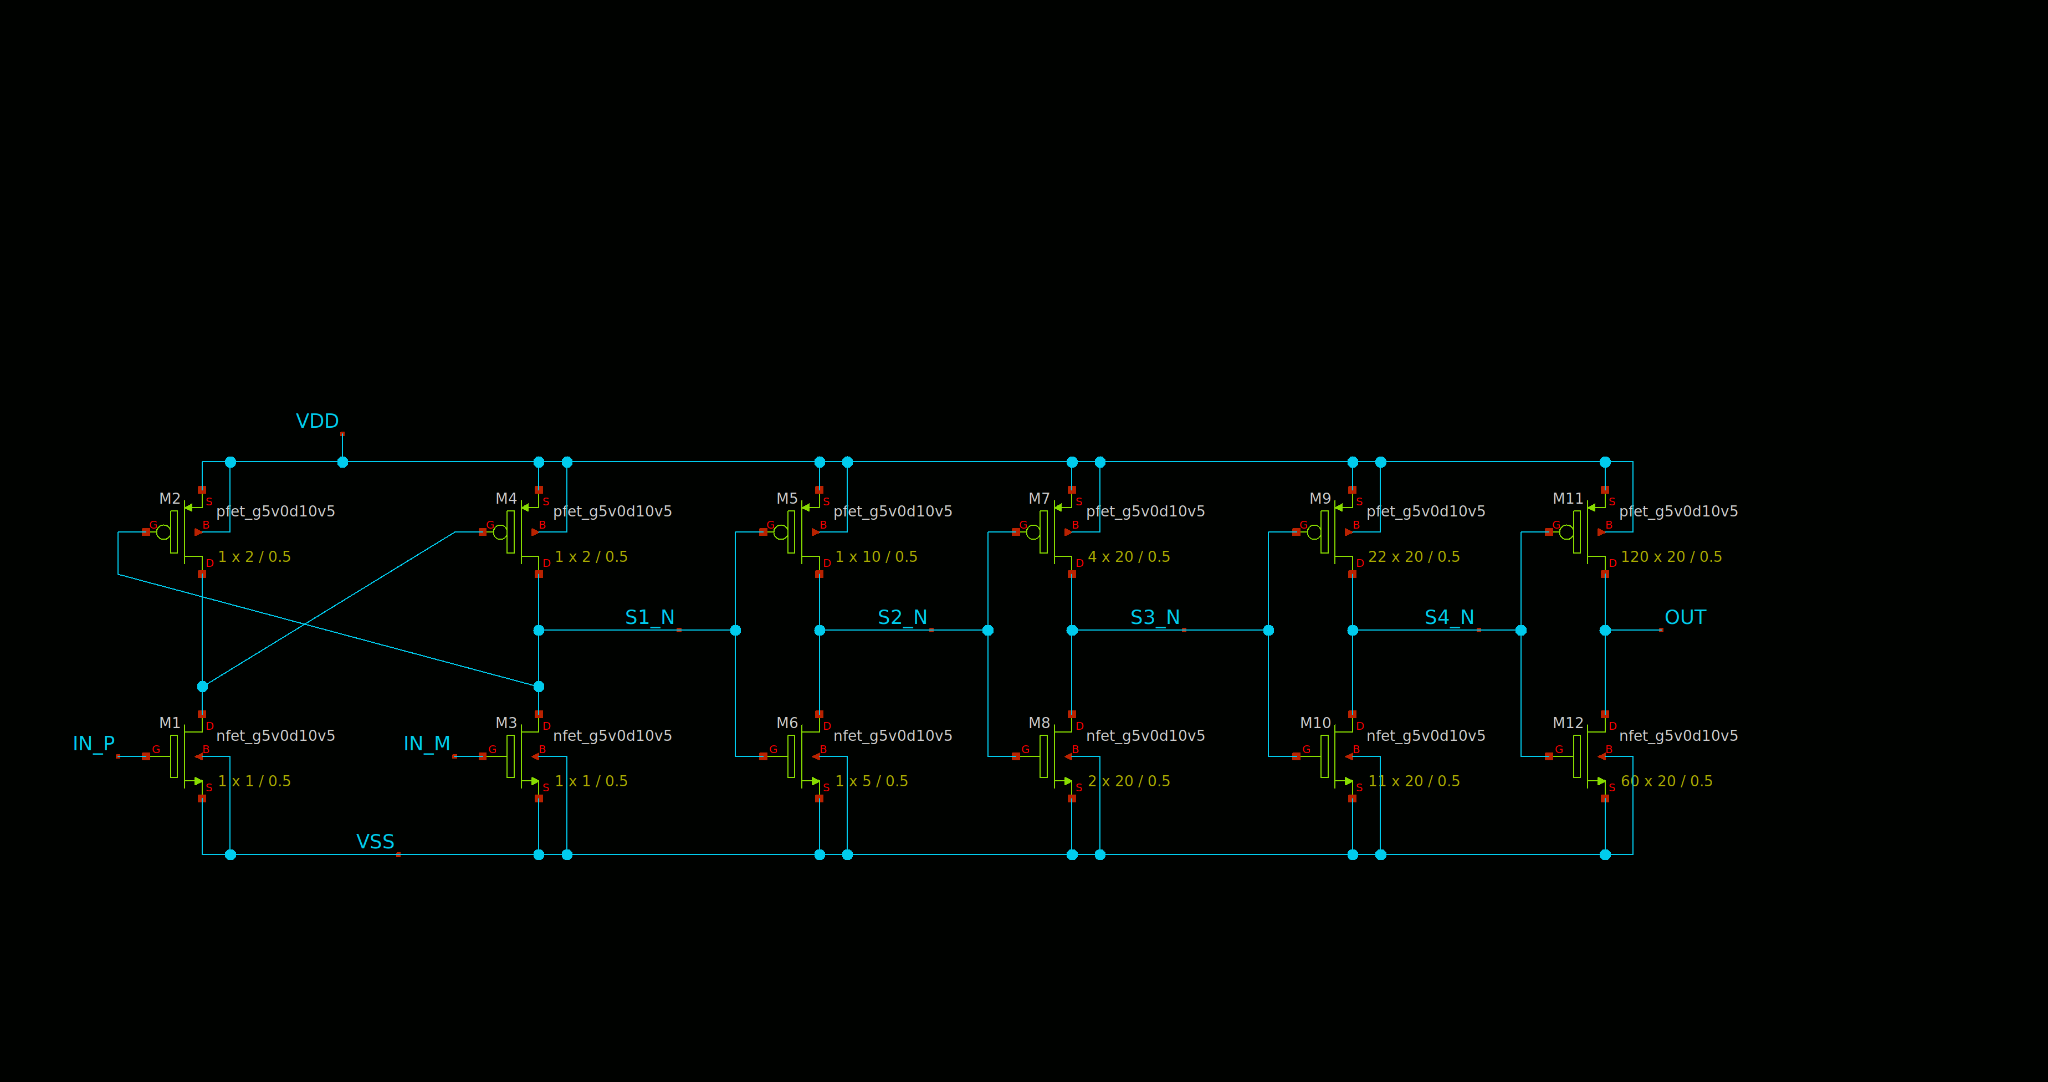 VDD
M2
S
G
B
pfet_g5v0d10v5
D
1 x 2 / 0.5
M4
S
G
B
pfet_g5v0d10v5
D
1 x 2 / 0.5
M5
S
G
B
pfet_g5v0d10v5
D
1 x 10 / 0.5
M7
S
G
B
pfet_g5v0d10v5
D
4 x 20 / 0.5
M9
S
G
B
pfet_g5v0d10v5
D
22 x 20 / 0.5
M11
S
G
B
pfet_g5v0d10v5
D
120 x 20 / 0.5
S1_N
S2_N
S3_N
S4_N
OUT
IN_P
M1
D
G
B
nfet_g5v0d10v5
S
1 x 1 / 0.5
IN_M
M3
D
G
B
nfet_g5v0d10v5
S
1 x 1 / 0.5
M6
D
G
B
nfet_g5v0d10v5
S
1 x 5 / 0.5
M8
D
G
B
nfet_g5v0d10v5
S
2 x 20 / 0.5
M10
D
G
B
nfet_g5v0d10v5
S
11 x 20 / 0.5
M12
D
G
B
nfet_g5v0d10v5
S
60 x 20 / 0.5
VSS